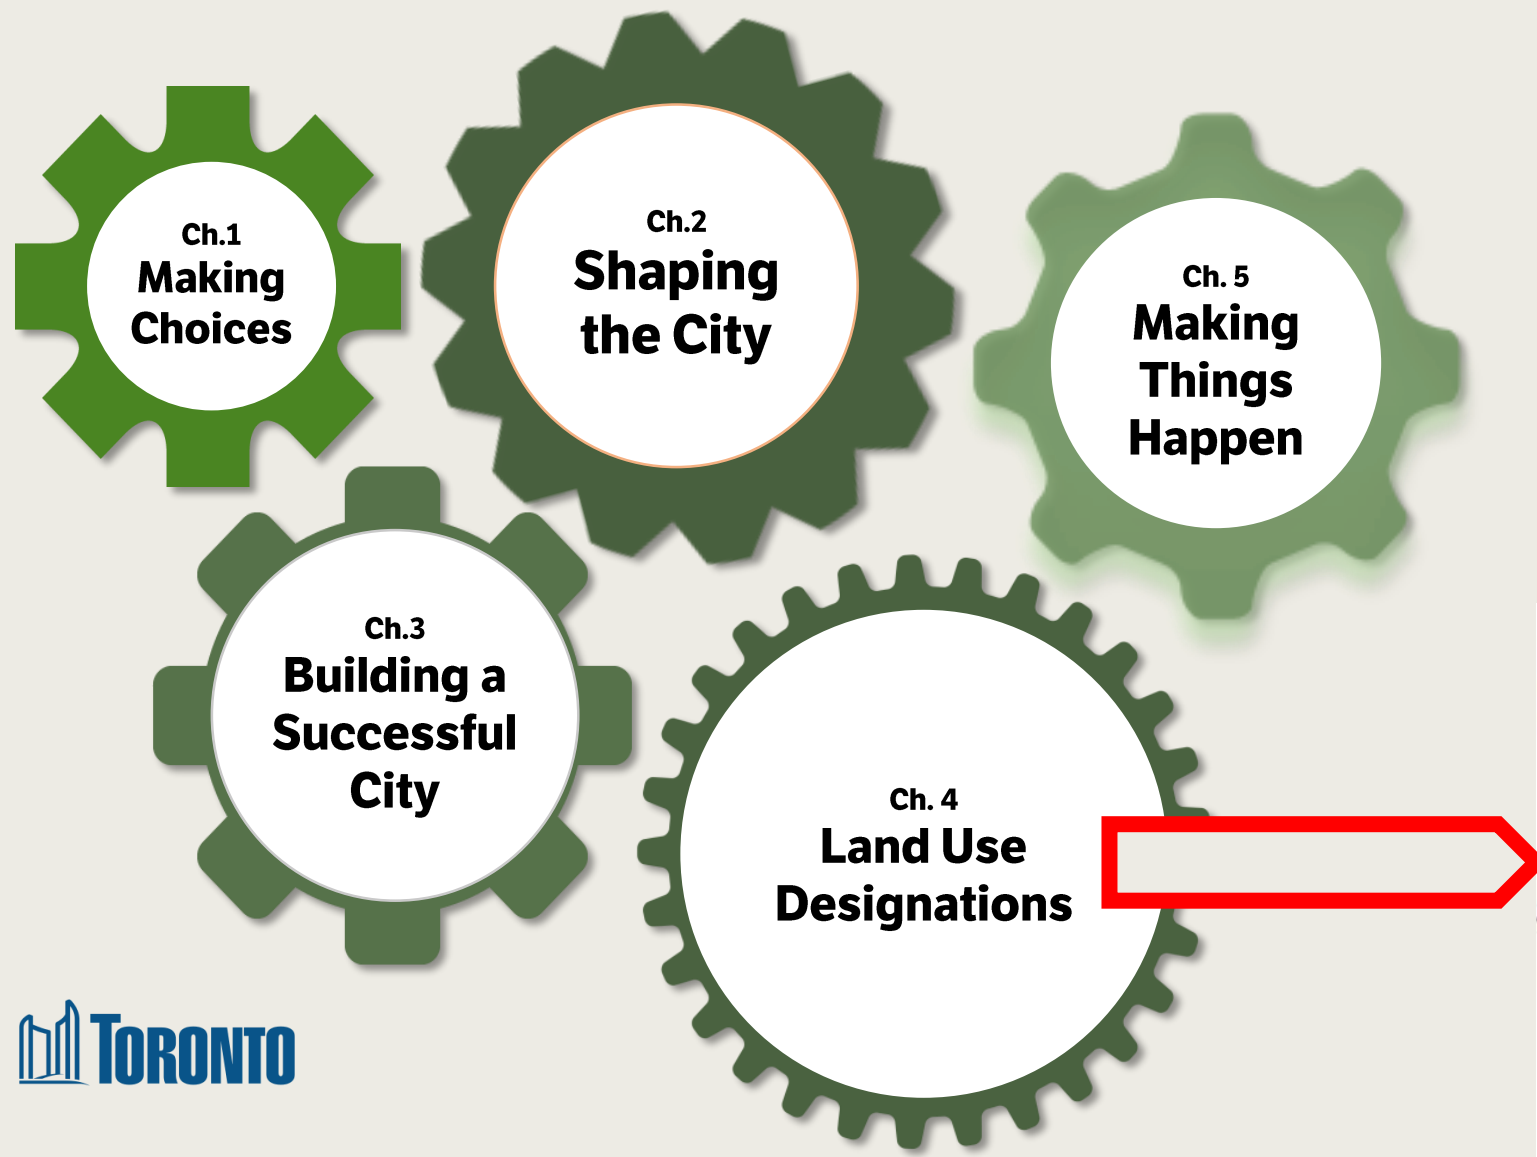 Ch.1
Making
Choices
Ch.2
Shaping
the City
Ch.3
Building a
Successful
City
Ch. 4
Land Use
Designations
Ch. 5
Making
Things
Happen
TORONTO